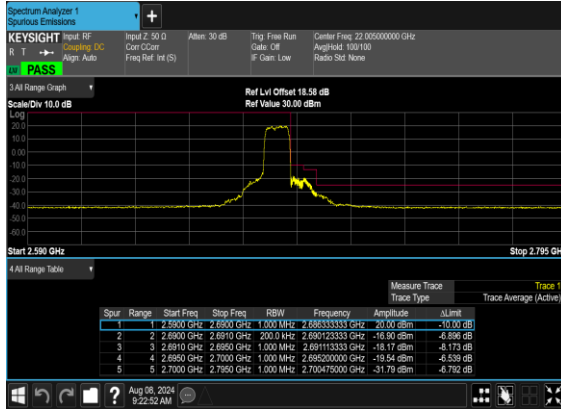 Spectrum Analyzer 1
Spurious Emissions
KEYSIGHT Input: RF Input Z: 50 Ω Atten: 30 dB Trig: Free Run Center Freq: 22.005000000 GHz
R T Coupling: DC Corr CCorr Gate: Off Avg|Hold: 100/100
Align: Auto Freq Ref: Int (S) IF Gain: Low Radio Std: None
PASS
3 All Range Graph
Ref Lvl Offset 18.58 dB
Scale/Div 10.0 dB Ref Value 30.00 dBm
Log
20.0
10.0
0.00
-10.0
-20.0
-30.0
-40.0
-50.0
-60.0
Start 2.590 GHz Stop 2.795 GH
4 All Range Table
Measure Trace Trace 1
Trace Type Trace Average (Active)
Spur Range Start Freq Stop Freq RBW Frequency Amplitude ΔLimit
1 1 2.5900 GHz 2.6900 GHz 1.000 MHz 2.686333333 GHz 20.00 dBm -10.00 dB
2 2 2.6900 GHz 2.6910 GHz 200.0 kHz 2.690123333 GHz -16.90 dBm -6.896 dB
3 3 2.6910 GHz 2.6950 GHz 1.000 MHz 2.691113333 GHz -18.17 dBm -8.173 dB
4 4 2.6950 GHz 2.7000 GHz 1.000 MHz 2.695200000 GHz -19.54 dBm -6.539 dB
5 5 2.7000 GHz 2.7950 GHz 1.000 MHz 2.700475000 GHz -31.79 dBm -6.792 dB
Aug 08, 2024
9:22:52 AM